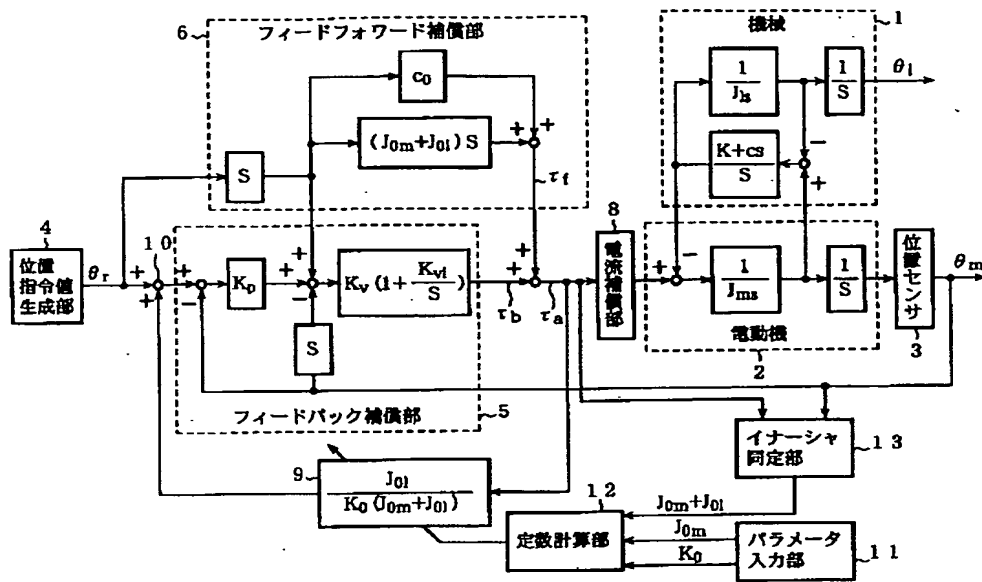 6
フィードフォワード補償部
c₀
(J₀ₘ+J₀ₗ)S
+
+
S
τf
機械
1
1
Jls
1
S
θl
K+cs
S
−
+
4
位置
指令値
生成部
θr
10
+
+
+
−
Kp
+
+
−
Kv(1+
Kvi
S
)
S
τb
+
+
τa
フィードバック補償部
5
8
電流補償部
+
−
1
Jms
1
S
電動機
2
位置センサ
3
θm
イナーシャ
同定部
13
9
J₀ₗ
K₀(J₀ₘ+J₀ₗ)
12
定数計算部
J₀ₘ+J₀ₗ
J₀ₘ
K₀
パラメータ
入力部
11